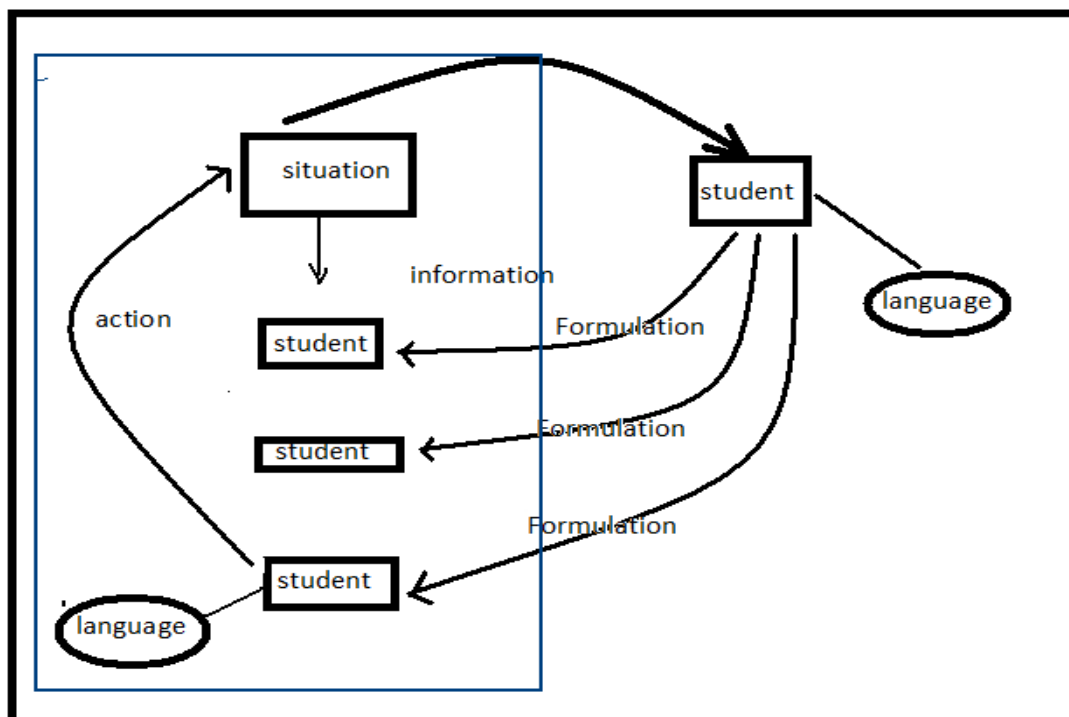 situation
student
information
language
action
Formulation
student
Formulation
student
Formulation
student
language